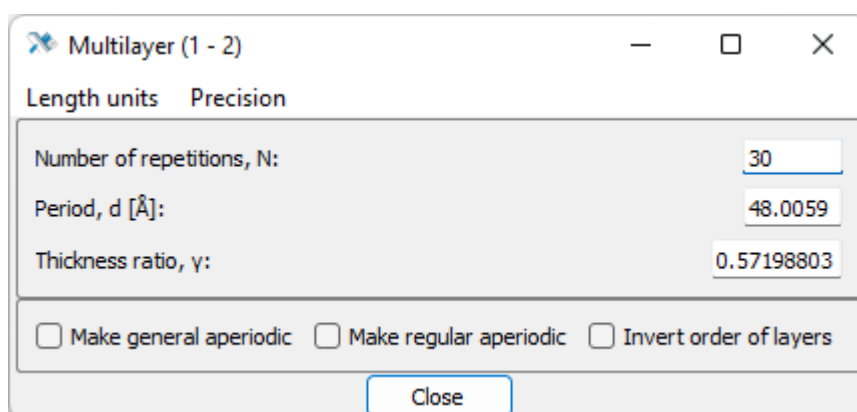 Multilayer (1 - 2)
Length units Precision
Number of repetitions, N: 30
Period, d [Å]: 48.0059
Thickness ratio, γ: 0.57198803
Make general aperiodic Make regular aperiodic Invert order of layers
Close